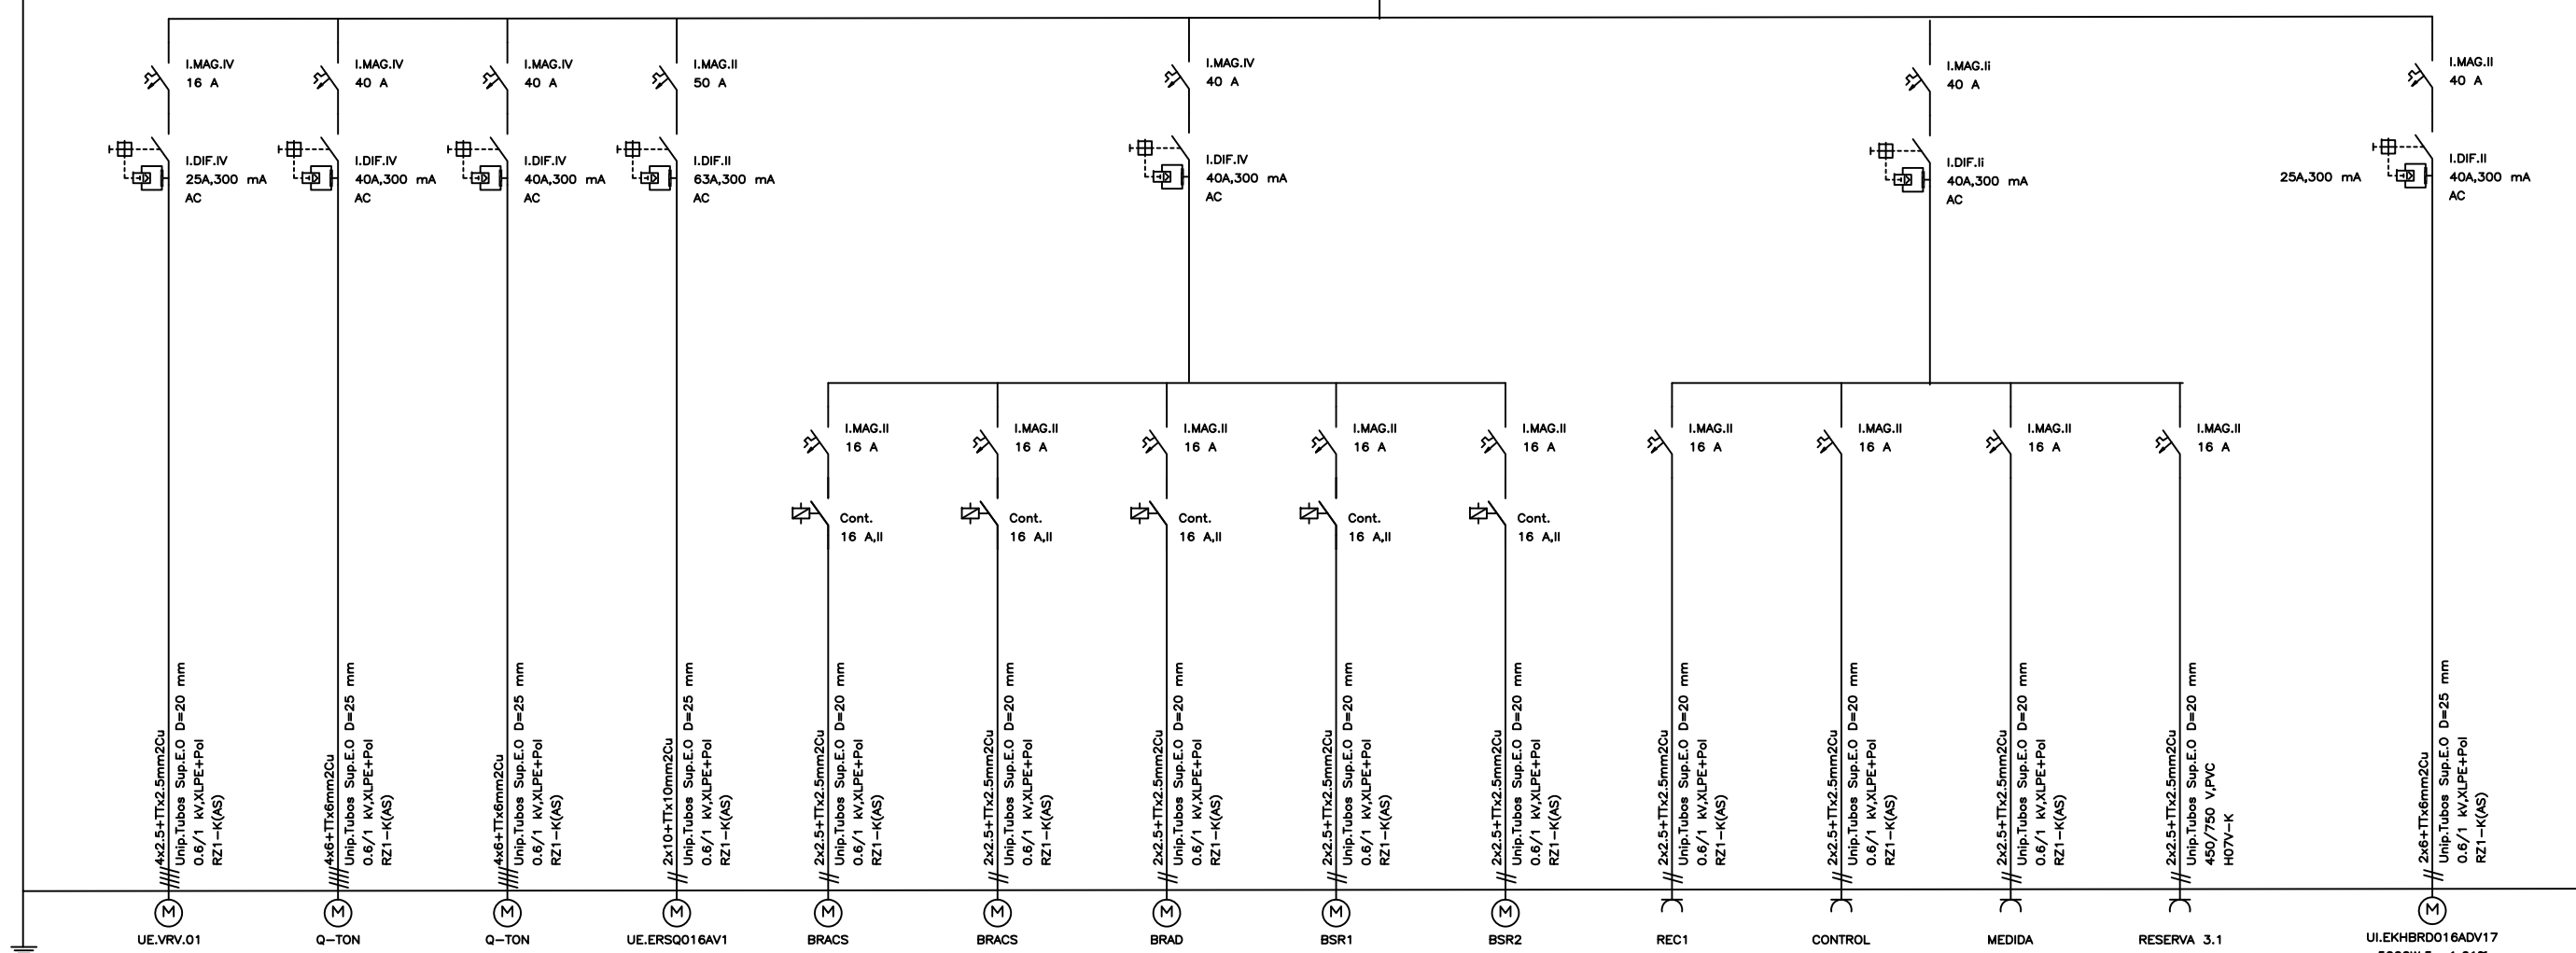 I.MAG.IV
16 A
I.DIF.IV
25A,300 mA
AC
4x2.5+TTx2.5mm2Cu
Unip.Tubos Sup.E.O D=20 mm
0.6/1 kV,XLPE+Pol
RZ1-K(AS)
M
UE.VRV.01
I.MAG.IV
40 A
I.DIF.IV
40A,300 mA
AC
4x6+TTx6mm2Cu
Unip.Tubos Sup.E.O D=25 mm
0.6/1 kV,XLPE+Pol
RZ1-K(AS)
M
Q-TON
I.MAG.IV
40 A
I.DIF.IV
40A,300 mA
AC
4x6+TTx6mm2Cu
Unip.Tubos Sup.E.O D=25 mm
0.6/1 kV,XLPE+Pol
RZ1-K(AS)
M
Q-TON
I.MAG.II
50 A
I.DIF.II
63A,300 mA
AC
2x10+TTx10mm2Cu
Unip.Tubos Sup.E.O D=25 mm
0.6/1 kV,XLPE+Pol
RZ1-K(AS)
M
UE.ERSQ016AV1
I.MAG.IV
40 A
I.DIF.IV
40A,300 mA
AC
I.MAG.II
16 A
Cont.
16 A,II
2x2.5+TTx2.5mm2Cu
Unip.Tubos Sup.E.O D=20 mm
0.6/1 kV,XLPE+Pol
RZ1-K(AS)
M
BRACS
I.MAG.II
16 A
Cont.
16 A,II
2x2.5+TTx2.5mm2Cu
Unip.Tubos Sup.E.O D=20 mm
0.6/1 kV,XLPE+Pol
RZ1-K(AS)
M
BRACS
I.MAG.II
16 A
Cont.
16 A,II
2x2.5+TTx2.5mm2Cu
Unip.Tubos Sup.E.O D=20 mm
0.6/1 kV,XLPE+Pol
RZ1-K(AS)
M
BRAD
I.MAG.II
16 A
Cont.
16 A,II
2x2.5+TTx2.5mm2Cu
Unip.Tubos Sup.E.O D=20 mm
0.6/1 kV,XLPE+Pol
RZ1-K(AS)
M
BSR1
I.MAG.II
16 A
Cont.
16 A,II
2x2.5+TTx2.5mm2Cu
Unip.Tubos Sup.E.O D=20 mm
0.6/1 kV,XLPE+Pol
RZ1-K(AS)
M
BSR2
I.MAG.Ii
40 A
I.DIF.Ii
40A,300 mA
AC
I.MAG.II
16 A
2x2.5+TTx2.5mm2Cu
Unip.Tubos Sup.E.O D=20 mm
0.6/1 kV,XLPE+Pol
RZ1-K(AS)
REC1
I.MAG.II
16 A
2x2.5+TTx2.5mm2Cu
Unip.Tubos Sup.E.O D=20 mm
0.6/1 kV,XLPE+Pol
RZ1-K(AS)
CONTROL
I.MAG.II
16 A
2x2.5+TTx2.5mm2Cu
Unip.Tubos Sup.E.O D=20 mm
0.6/1 kV,XLPE+Pol
RZ1-K(AS)
MEDIDA
I.MAG.II
16 A
2x2.5+TTx2.5mm2Cu
Unip.Tubos Sup.E.O D=20 mm
450/750 V,PVC
H07V-K
RESERVA 3.1
I.MAG.II
40 A
25A,300 mA
I.DIF.II
40A,300 mA
AC
2x6+TTx6mm2Cu
Unip.Tubos Sup.E.O D=25 mm
0.6/1 kV,XLPE+Pol
RZ1-K(AS)
M
UI.EKHBRD016ADV17